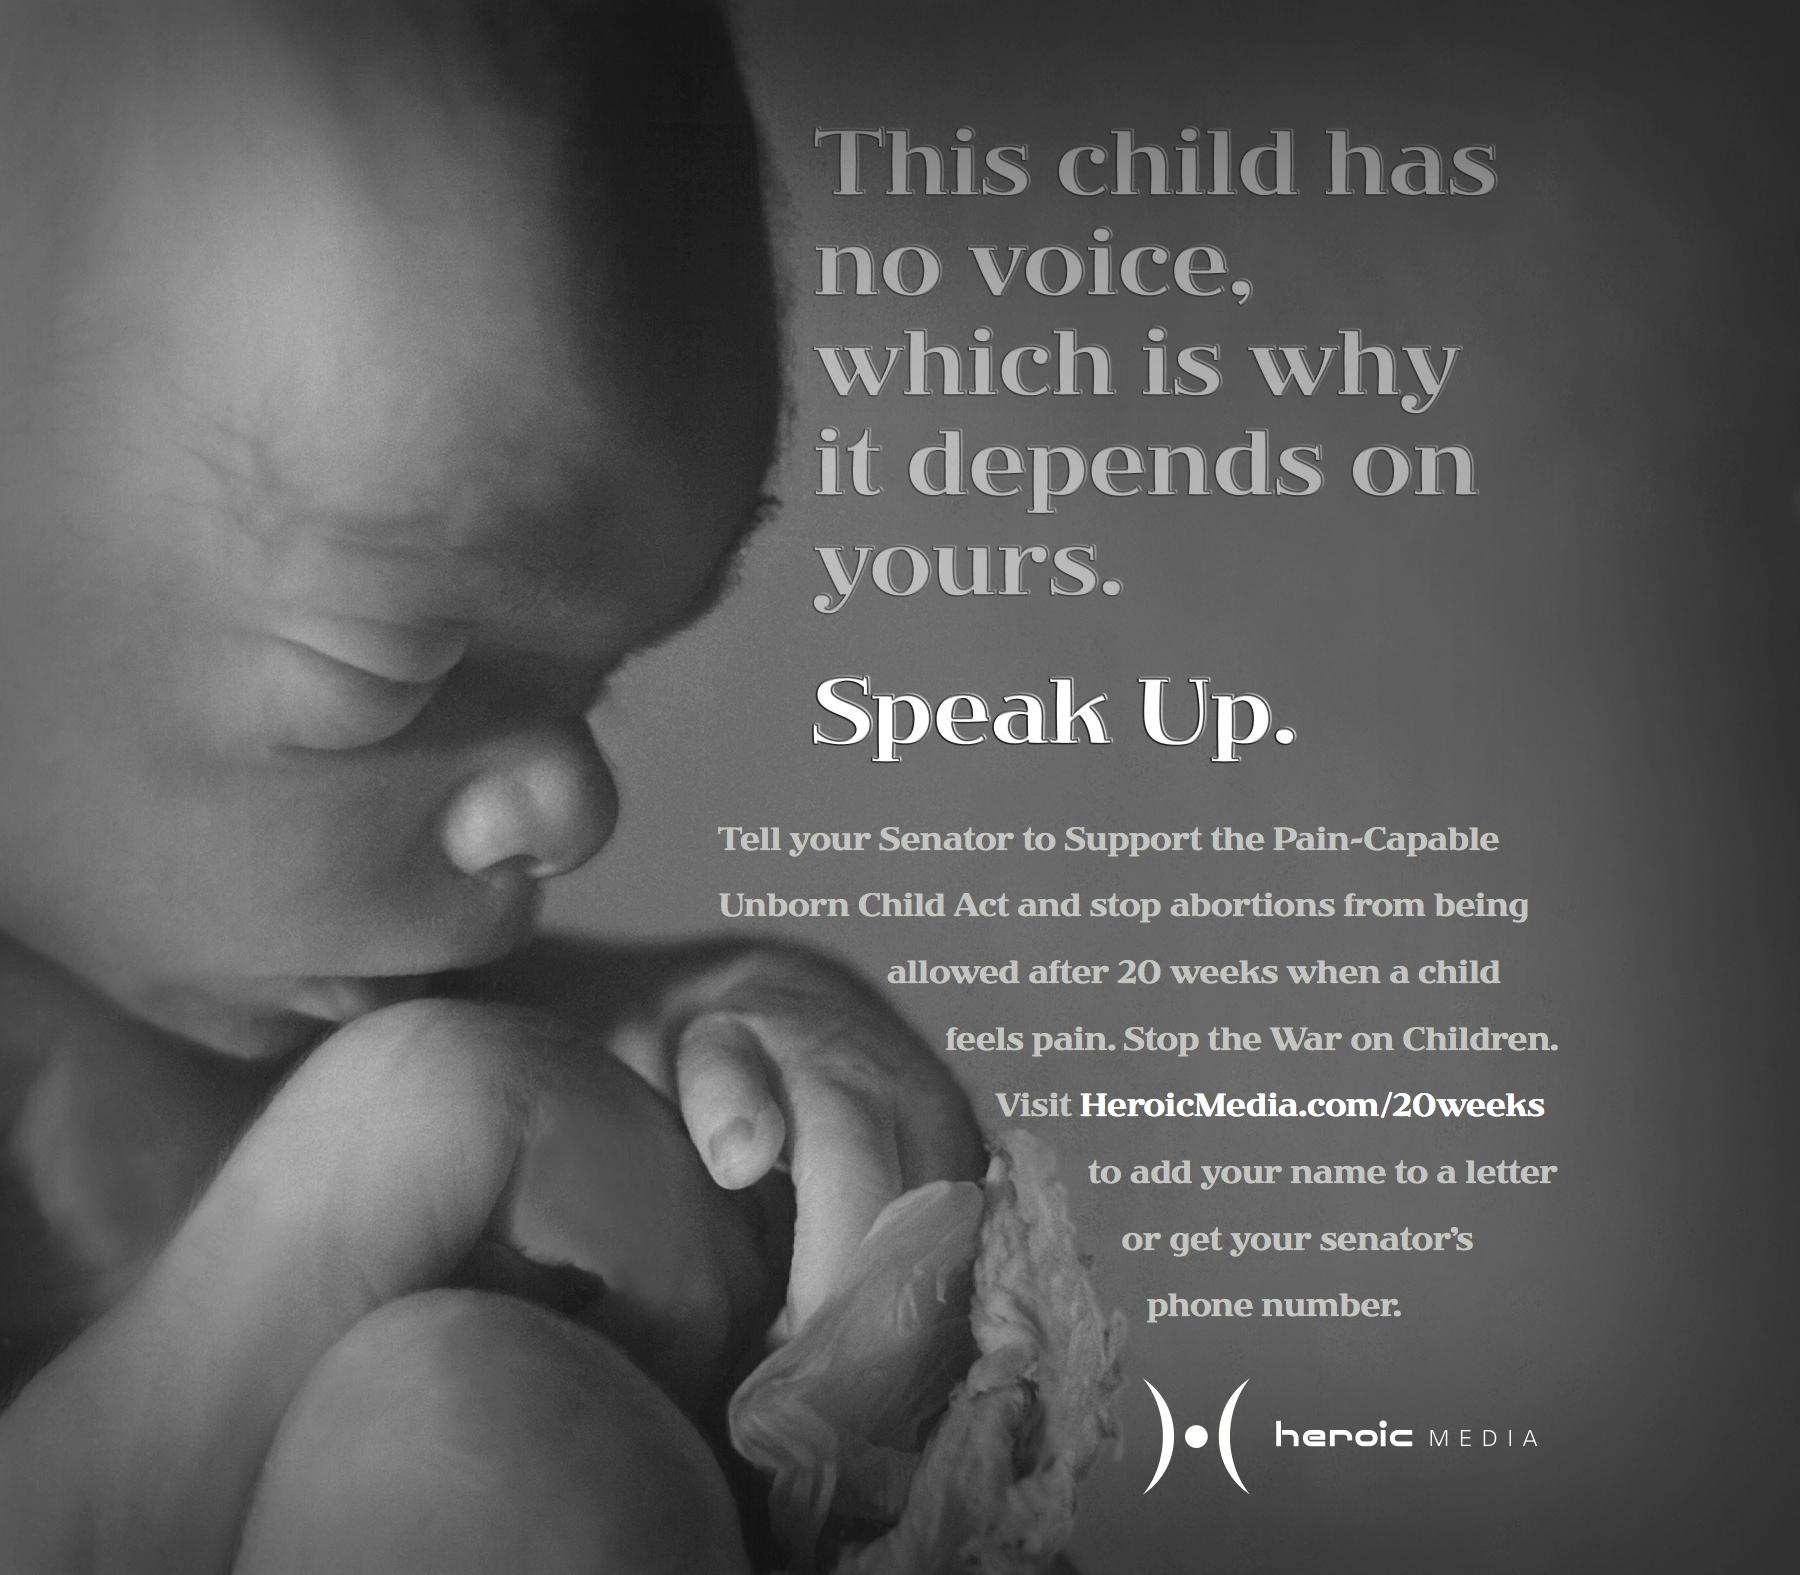 This child has
no voice,
which is why
it depends on
yours.
Speak Up.
Tell your Senator to Support the Pain-Capable
Unborn Child Act and stop abortions from being
allowed after 20 weeks when a child
feels pain. Stop the War on Children.
Visit HeroicMedia.com/20weeks
to add your name to a letter
or get your senator's
phone number.
heroic MEDIA